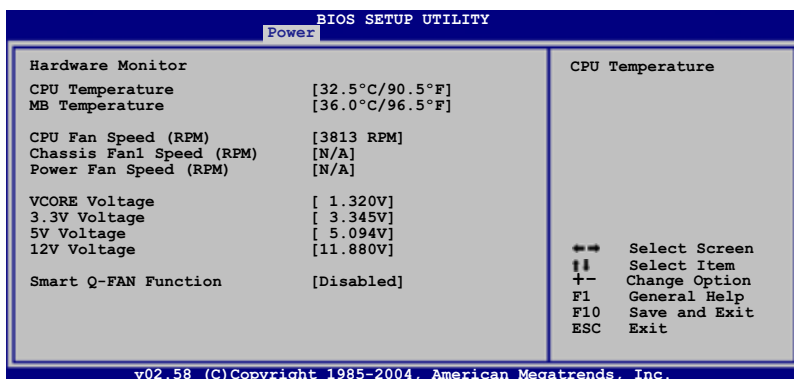 BIOS SETUP UTILITY
Power
Hardware Monitor
CPU Temperature [32.5°C/90.5°F]
MB Temperature [36.0°C/96.5°F]
CPU Fan Speed (RPM) [3813 RPM]
Chassis Fan1 Speed (RPM) [N/A]
Power Fan Speed (RPM) [N/A]
VCORE Voltage [ 1.320V]
3.3V Voltage [ 3.345V]
5V Voltage [ 5.094V]
12V Voltage [11.880V]
Smart Q-FAN Function [Disabled]
CPU Temperature
←→ Select Screen
↑↓ Select Item
+- Change Option
F1 General Help
F10 Save and Exit
ESC Exit
v02.58 (C)Copyright 1985-2004, American Megatrends, Inc.